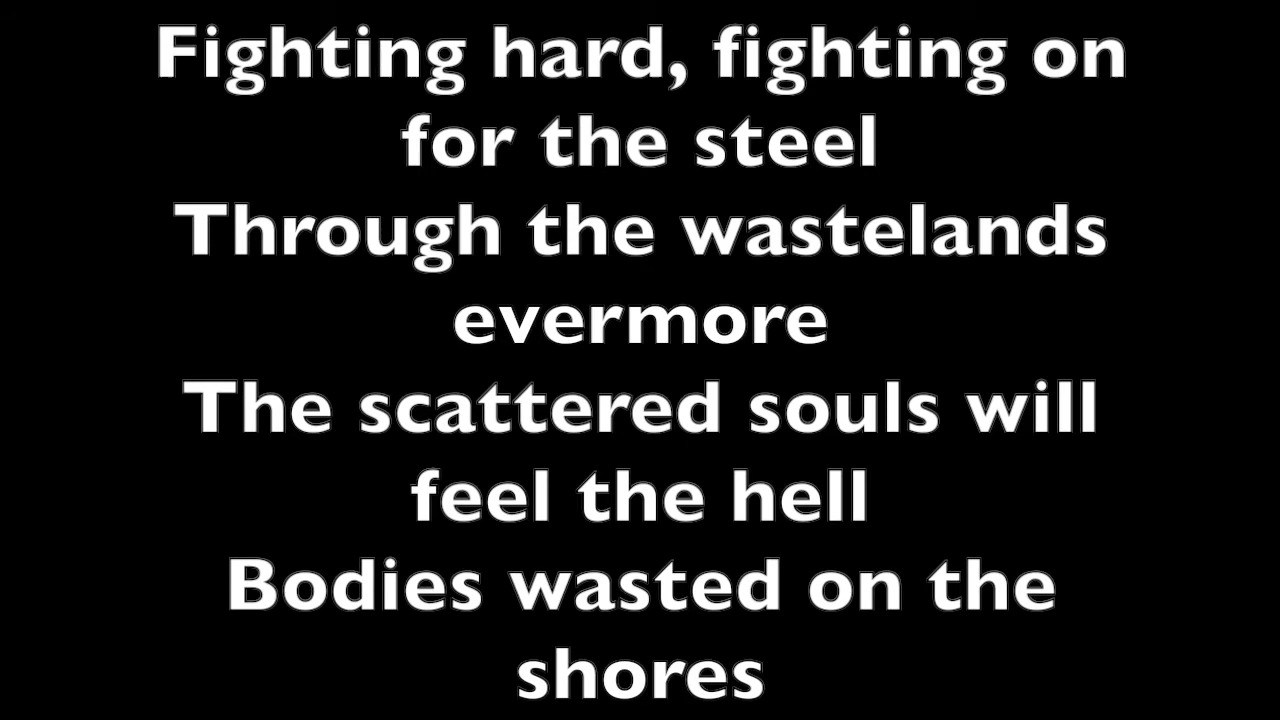 Fighting hard, fighting on
for the steel
Through the wastelands
evermore
The scattered souls will
feel the hell
Bodies wasted on the
shores